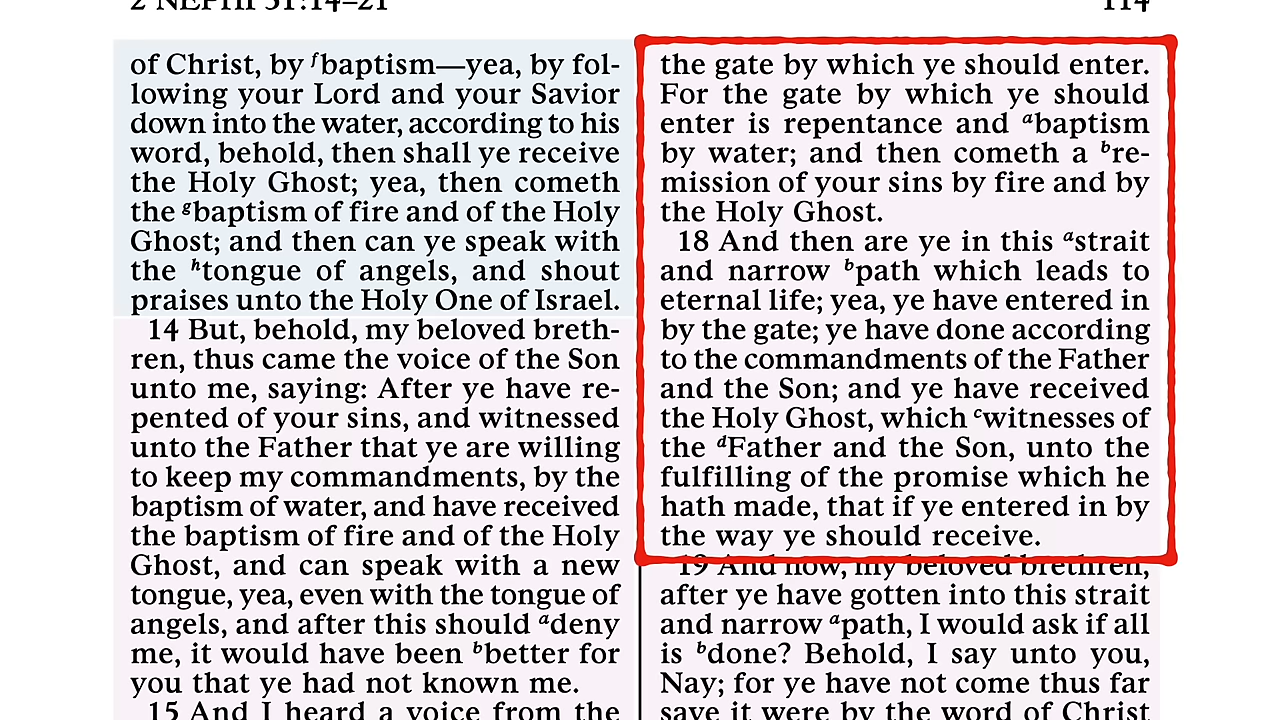 2 NEPHI 31:14–21
114
of Christ, by fbaptism—yea, by fol-
lowing your Lord and your Savior
down into the water, according to his
word, behold, then shall ye receive
the Holy Ghost; yea, then cometh
the gbaptism of fire and of the Holy
Ghost; and then can ye speak with
the htongue of angels, and shout
praises unto the Holy One of Israel.
14 But, behold, my beloved breth-
ren, thus came the voice of the Son
unto me, saying: After ye have re-
pented of your sins, and witnessed
unto the Father that ye are willing
to keep my commandments, by the
baptism of water, and have received
the baptism of fire and of the Holy
Ghost, and can speak with a new
tongue, yea, even with the tongue of
angels, and after this should adeny
me, it would have been bbetter for
you that ye had not known me.
15 And I heard a voice from the
the gate by which ye should enter.
For the gate by which ye should
enter is repentance and abaptism
by water; and then cometh a bre-
mission of your sins by fire and by
the Holy Ghost.
18 And then are ye in this astrait
and narrow bpath which leads to
eternal life; yea, ye have entered in
by the gate; ye have done according
to the commandments of the Father
and the Son; and ye have received
the Holy Ghost, which cwitnesses of
the dFather and the Son, unto the
fulfilling of the promise which he
hath made, that if ye entered in by
the way ye should receive.
19 And now, my beloved brethren,
after ye have gotten into this strait
and narrow apath, I would ask if all
is bdone? Behold, I say unto you,
Nay; for ye have not come thus far
save it were by the word of Christ